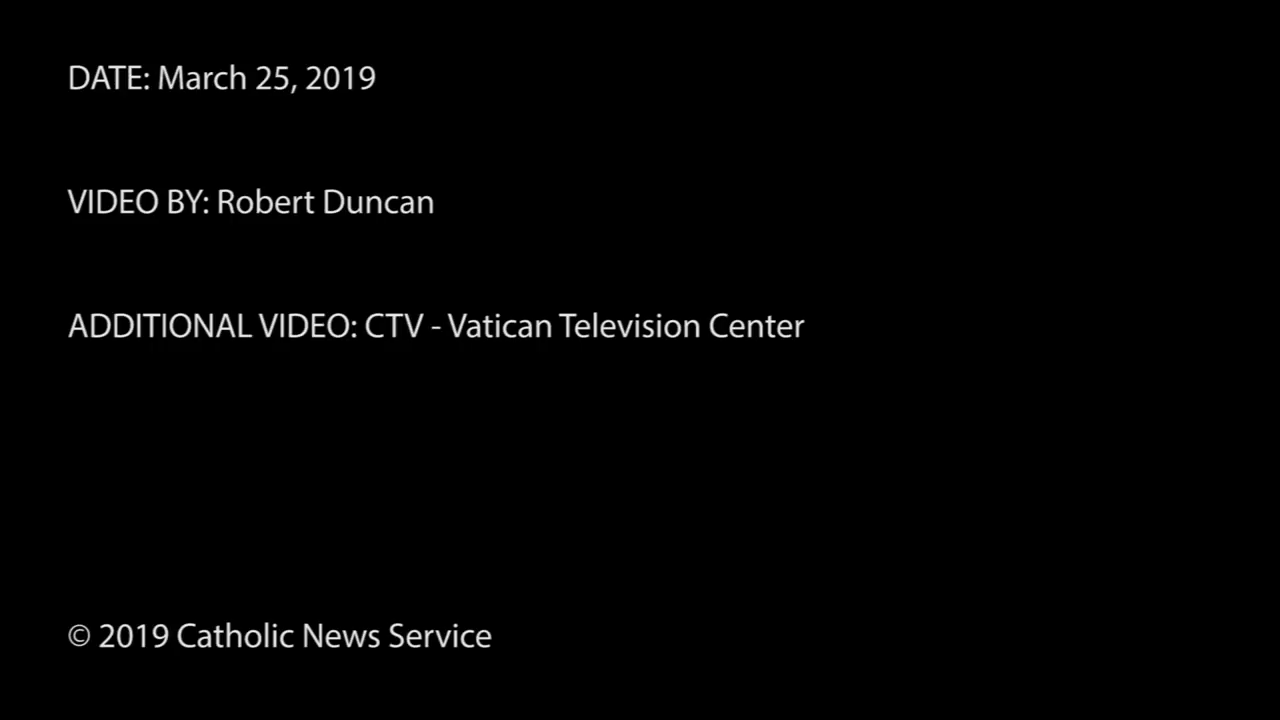 DATE: March 25, 2019
VIDEO BY: Robert Duncan
ADDITIONAL VIDEO: CTV - Vatican Television Center
© 2019 Catholic News Service